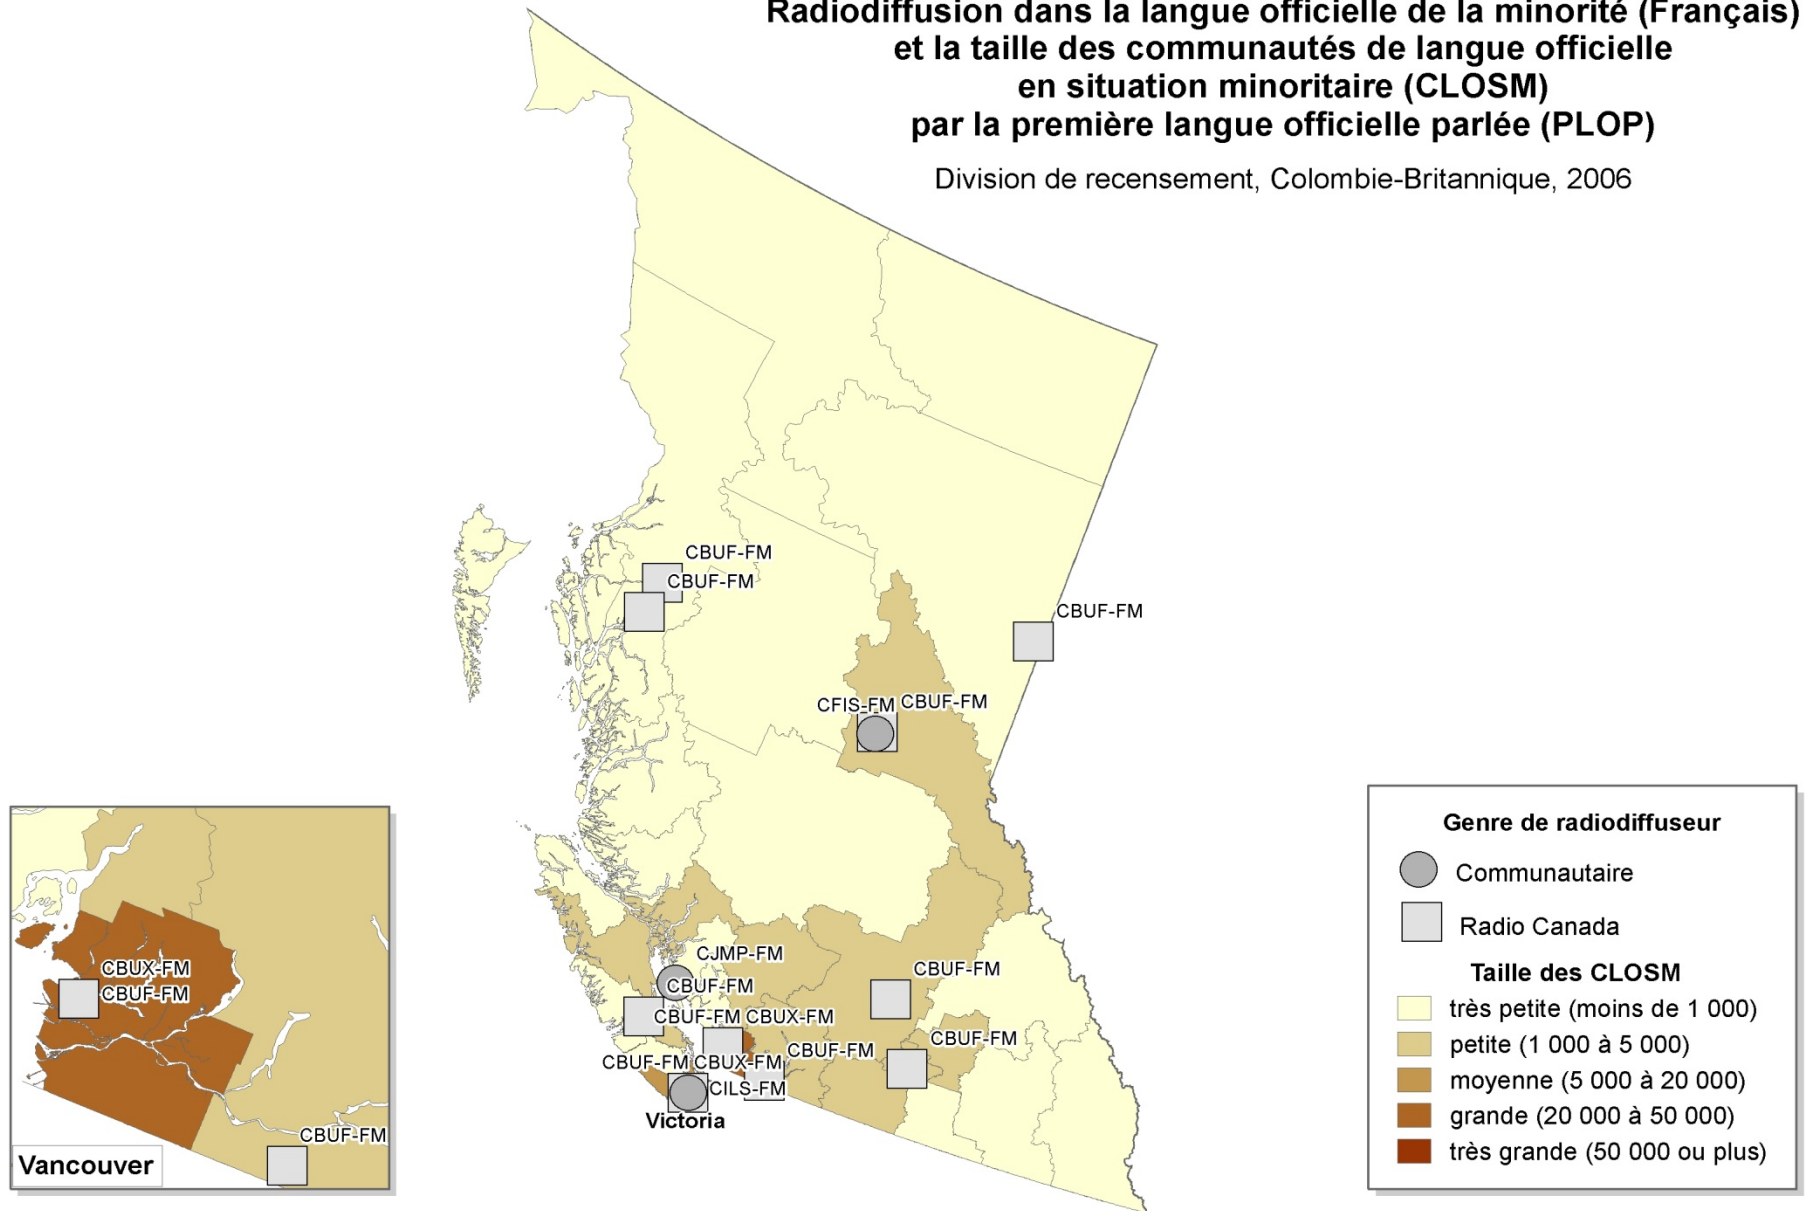 Radiodiffusion dans la langue officielle de la minorité (Français)
et la taille des communautés de langue officielle
en situation minoritaire (CLOSM)
par la première langue officielle parlée (PLOP)
Division de recensement, Colombie-Britannique, 2006
CBUF-FM
CBUF-FM
CBUF-FM
CFIS-FM CBUF-FM
CJMP-FM
CBUF-FM
CBUF-FM
CBUF-FM CBUX-FM
CBUF-FM
CBUF-FM
CBUF-FM CBUX-FM
CILS-FM
Victoria
CBUX-FM
CBUF-FM
CBUF-FM
Vancouver
Genre de radiodiffuseur
Communautaire
Radio Canada
Taille des CLOSM
très petite (moins de 1 000)
petite (1 000 à 5 000)
moyenne (5 000 à 20 000)
grande (20 000 à 50 000)
très grande (50 000 ou plus)